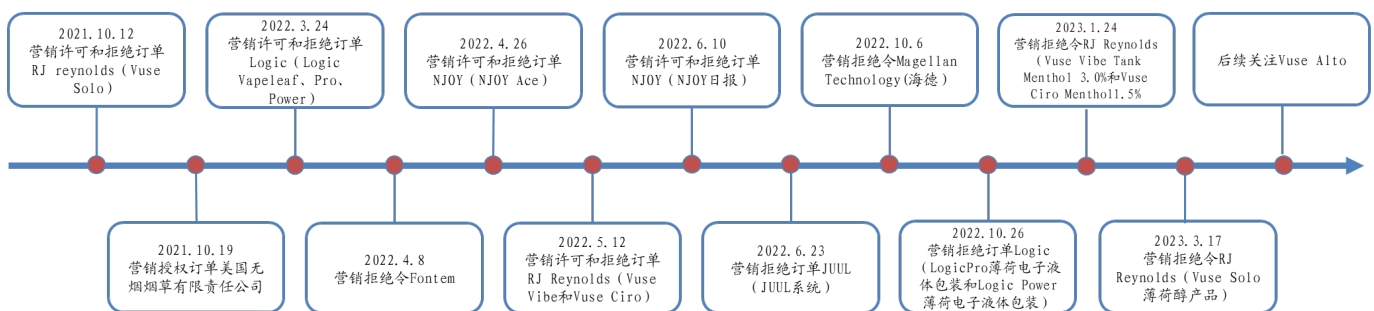 2021.10.12
营销许可和拒绝订单
RJ reynolds（Vuse
Solo）
2022.3.24
营销许可和拒绝订单
Logic（Logic
Vapeleaf、Pro、
Power）
2022.4.26
营销许可和拒绝订单
NJOY（NJOY Ace）
2022.6.10
营销许可和拒绝订单
NJOY（NJOY日报）
2022.10.6
营销拒绝令Magellan
Technology(海德）
2023.1.24
营销拒绝令RJ Reynolds
（Vuse Vibe Tank
Menthol 3.0%和Vuse
Ciro Menthol1.5%
后续关注Vuse Alto
2021.10.19
营销授权订单美国无
烟烟草有限责任公司
2022.4.8
营销拒绝令Fontem
2022.5.12
营销许可和拒绝订单
RJ Reynolds（Vuse
Vibe和Vuse Ciro）
2022.6.23
营销拒绝订单JUUL
（JUUL系统）
2022.10.26
营销拒绝订单Logic
（LogicPro薄荷电子液
体包装和Logic Power
薄荷电子液体包装）
2023.3.17
营销拒绝令RJ
Reynolds（Vuse Solo
薄荷醇产品）